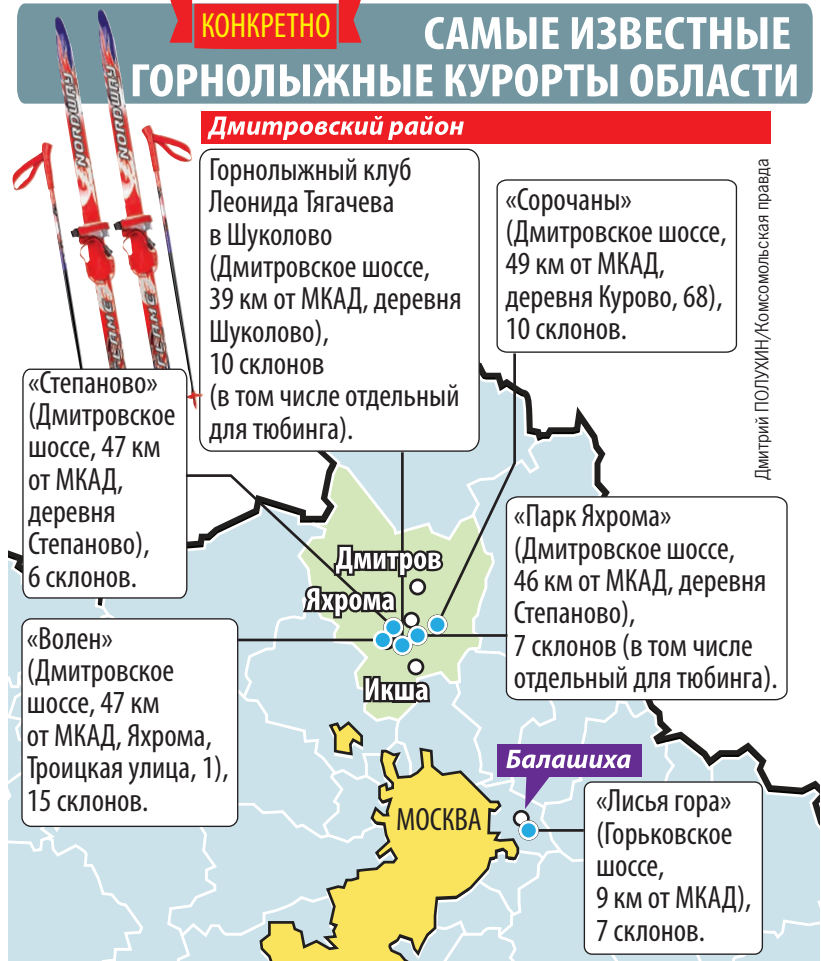 КОНКРЕТНО
САМЫЕ ИЗВЕСТНЫЕ
ГОРНОЛЫЖНЫЕ КУРОРТЫ ОБЛАСТИ
NORDWAY
NORDWAY
Дмитровский район
Горнолыжный клуб
Леонида Тягачева
в Шуколово
(Дмитровское шоссе,
39 км от МКАД, деревня
Шуколово),
10 склонов
(в том числе отдельный
для тюбинга).
«Сорочаны»
(Дмитровское шоссе,
49 км от МКАД,
деревня Курово, 68),
10 склонов.
Дмитрий ПОЛУХИН/Комсомольская правда
«Степаново»
(Дмитровское
шоссе, 47 км
от МКАД,
деревня
Степаново),
6 склонов.
«Парк Яхрома»
(Дмитровское шоссе,
46 км от МКАД, деревня
Степаново),
7 склонов (в том числе
отдельный для тюбинга).
Дмитров
Яхрома
Икша
«Волен»
(Дмитровское
шоссе, 47 км
от МКАД, Яхрома,
Троицкая улица, 1),
15 склонов.
Балашиха
МОСКВА
«Лисья гора»
(Горьковское
шоссе,
9 км от МКАД),
7 склонов.